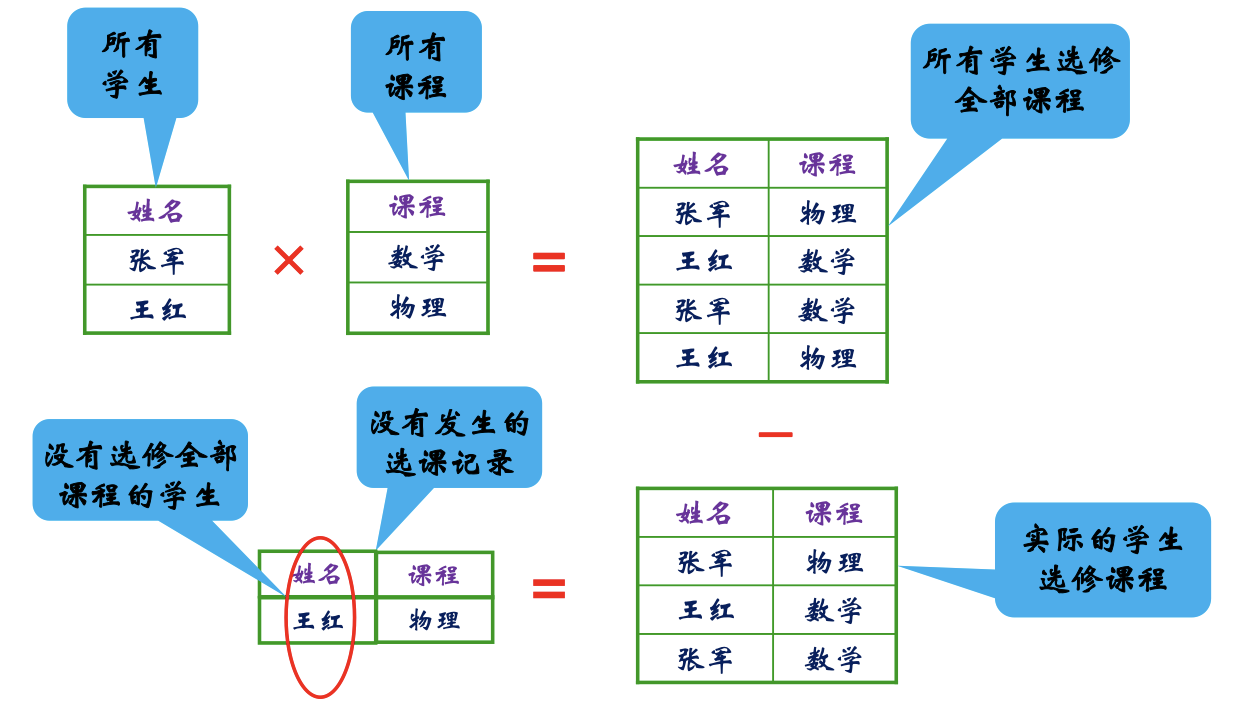 所有
学生
所有
课程
所有学生选修
全部课程
姓名
张军
王红
×
课程
数学
物理
=
姓名 课程
张军 物理
王红 数学
张军 数学
王红 物理
没有选修全部
课程的学生
没有发生的
选课记录
姓名 课程
王红 物理
=
−
姓名 课程
张军 物理
王红 数学
张军 数学
实际的学生
选修课程